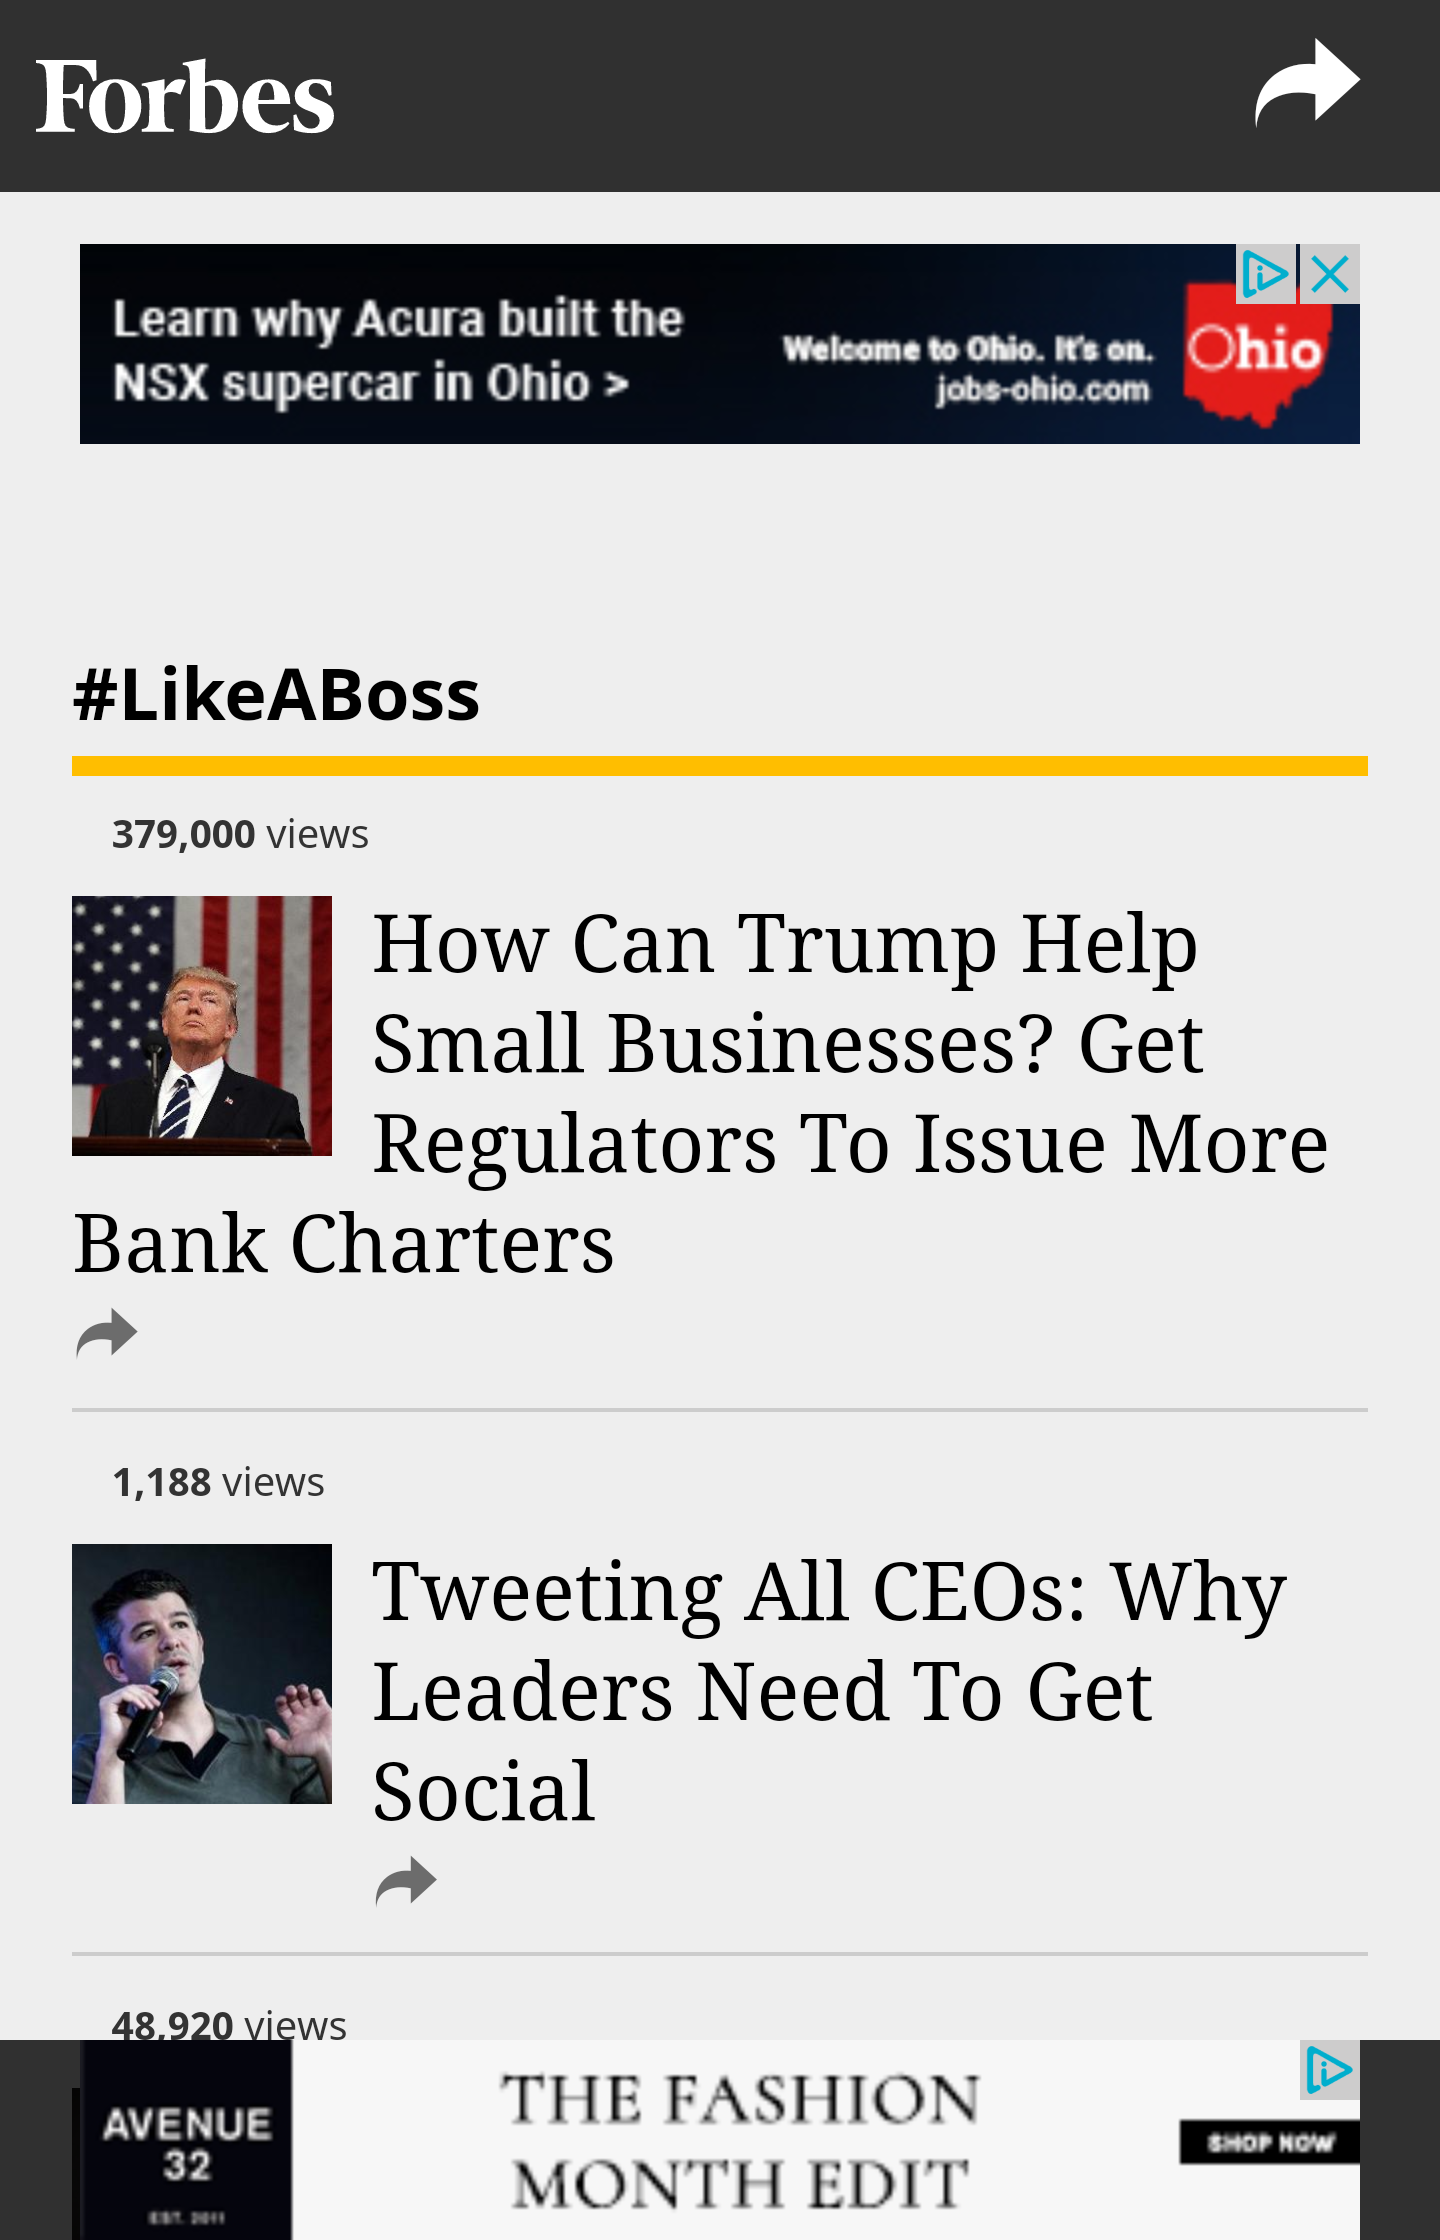 Forbes
Learn why Acura built the
NSX supercar in Ohio >
Welcome to Ohio. It's on.
jobs-ohio.com
Ohio
#LikeABoss
379,000 views
How Can Trump Help
Small Businesses? Get
Regulators To Issue More
Bank Charters
1,188 views
Tweeting All CEOs: Why
Leaders Need To Get
Social
48,920 views
AVENUE
32
EST. 2011
THE FASHION
MONTH EDIT
SHOP NOW